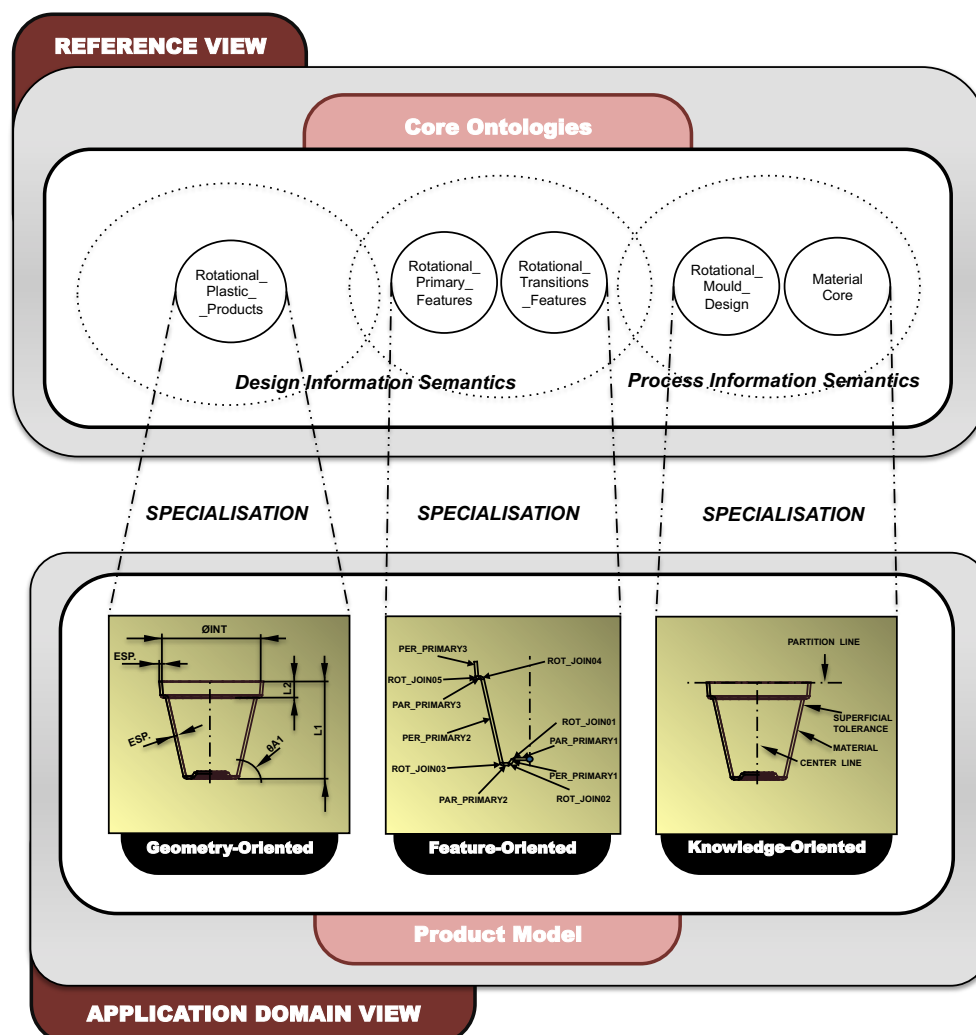 REFERENCE VIEW
Core Ontologies
Rotational_
Plastic_
_Products
Rotational_
Primary_
Features
Rotational_
Transitions
_Features
Rotational_
Mould_
Design
Material
Core
Design Information Semantics
Process Information Semantics
SPECIALISATION
SPECIALISATION
SPECIALISATION
ØINT
ESP.
L2
L1
ESP.
θA1
Geometry-Oriented
PER_PRIMARY3
ROT_JOIN04
ROT_JOIN05
PAR_PRIMARY3
ROT_JOIN01
PER_PRIMARY2
PAR_PRIMARY1
ROT_JOIN03
PER_PRIMARY1
PAR_PRIMARY2
ROT_JOIN02
Feature-Oriented
PARTITION LINE
SUPERFICIAL
TOLERANCE
MATERIAL
CENTER LINE
Knowledge-Oriented
Product Model
APPLICATION DOMAIN VIEW